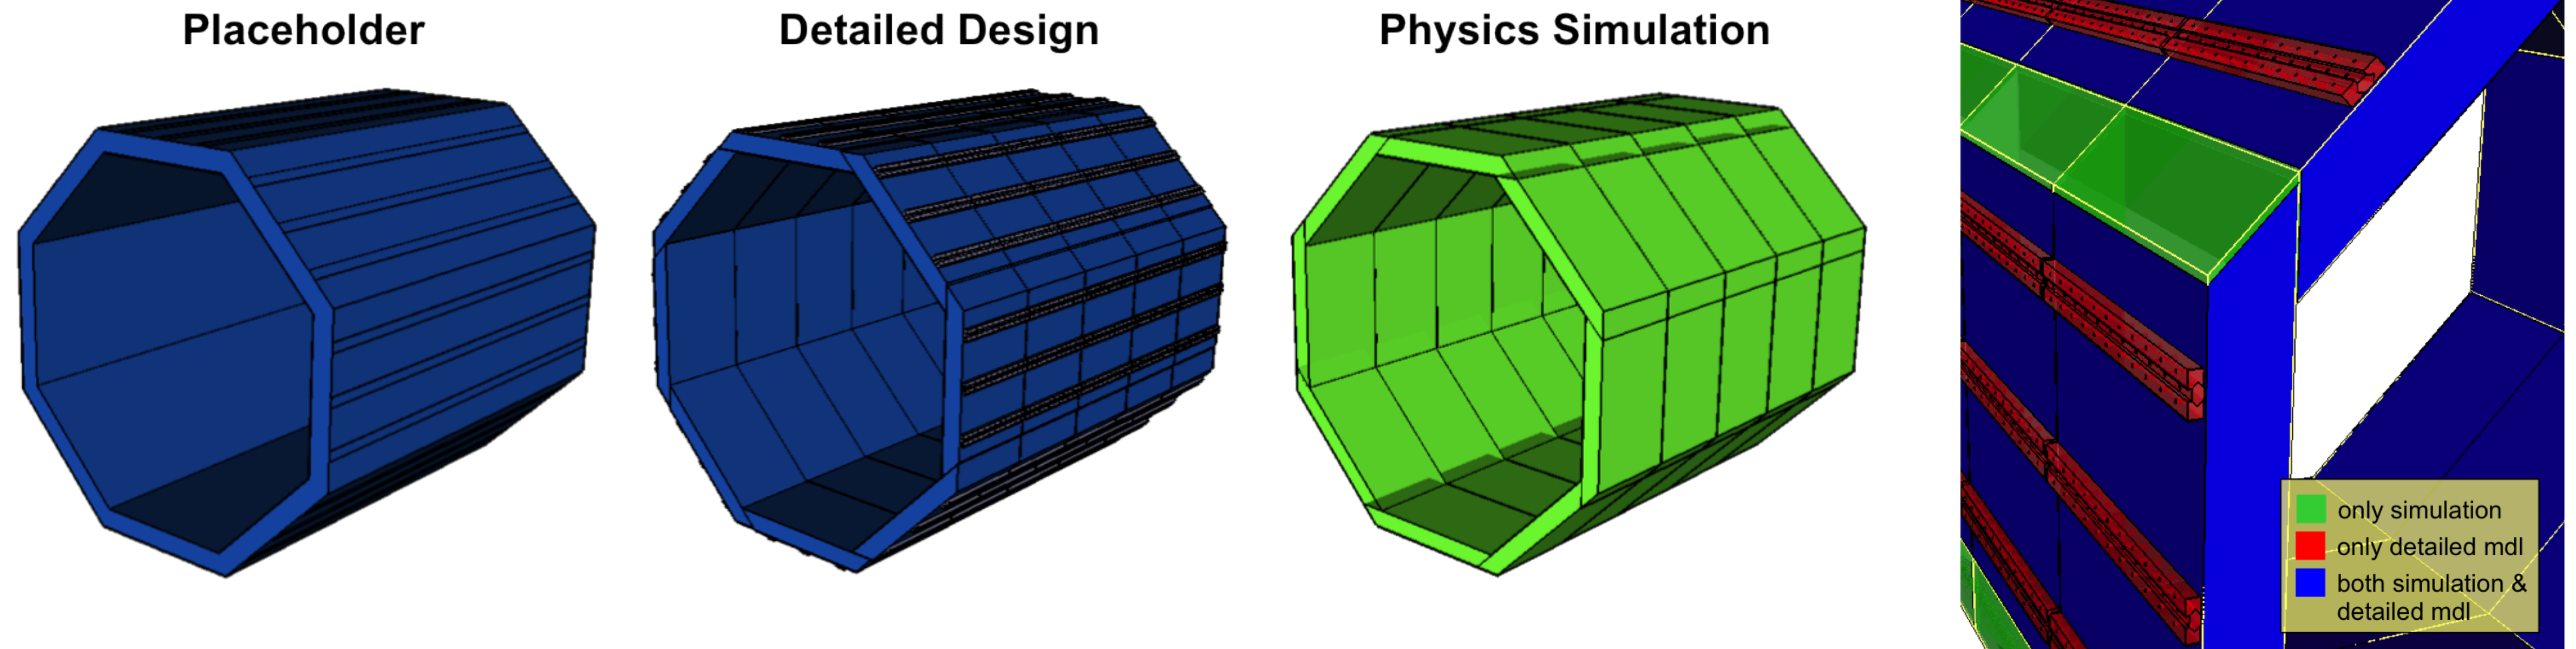 Placeholder
Detailed Design
Physics Simulation
only simulation
only detailed mdl
both simulation &
detailed mdl